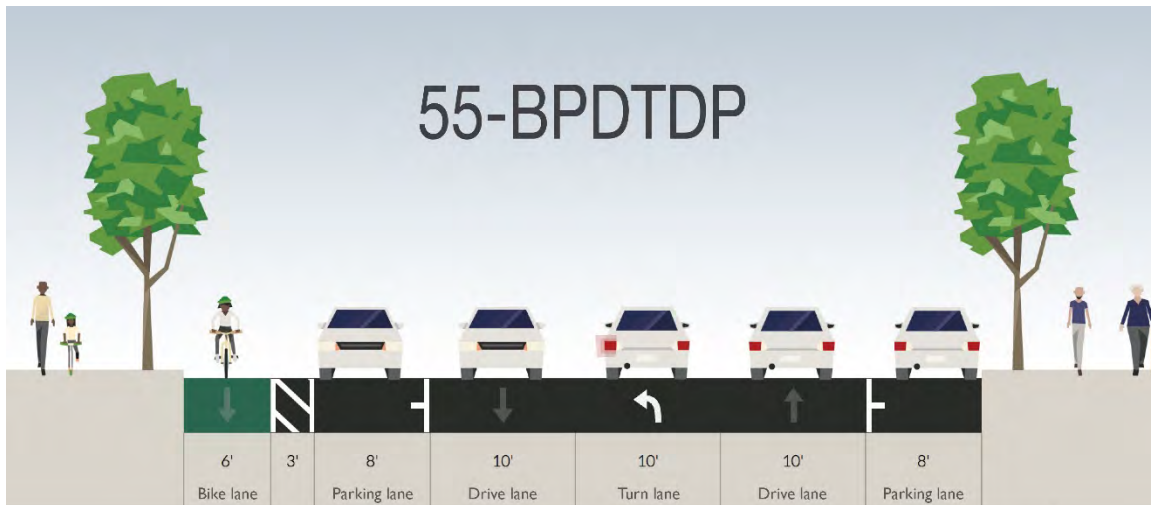 55-BPDTDP
6' 3' 8' 10' 10' 10' 8'
Bike lane Parking lane Drive lane Turn lane Drive lane Parking lane